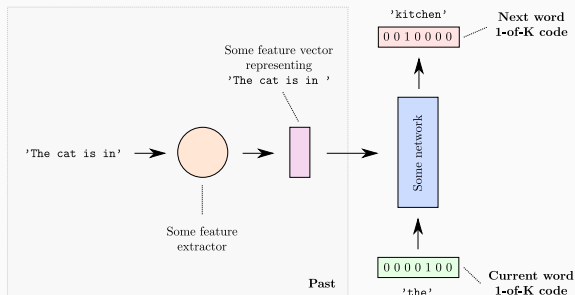 'kitchen'
0 0 1 0 0 0 0
Next word
1-of-K code
Some feature vector
representing
'The cat is in '
'The cat is in'
Some network
Some feature
extractor
Past
0 0 0 0 1 0 0
'the'
Current word
1-of-K code